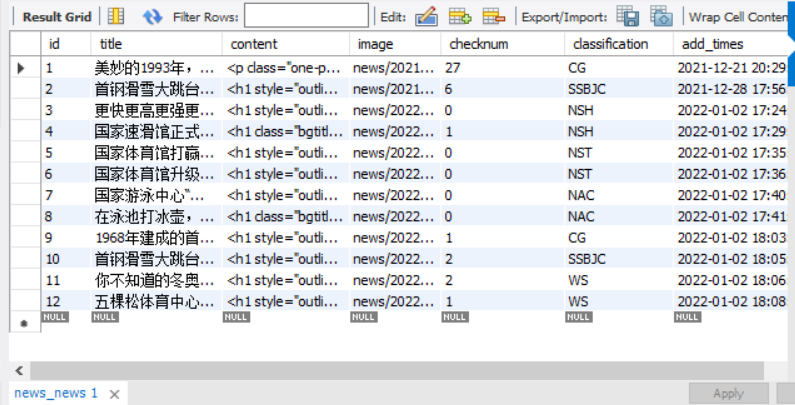 Result Grid Filter Rows: Edit: Export/Import: Wrap Cell Conten
id title content image checknum classification add_times
1 美妙的1993年，... <p class="one-p... news/2021... 27 CG 2021-12-21 20:29
2 首钢滑雪大跳台... <h1 style="outli... news/2021... 6 SSBJC 2021-12-28 17:56
3 更快更高更强更... <h1 style="outli... news/2022... 0 NSH 2022-01-02 17:24
4 国家速滑馆正式... <h1 class="bgtitl... news/2022... 1 NSH 2022-01-02 17:29
5 国家体育馆打赢... <h1 style="outli... news/2022... 0 NST 2022-01-02 17:35
6 国家体育馆升级... <h1 style="outli... news/2022... 0 NST 2022-01-02 17:36
7 国家游泳中心“... <h1 style="outli... news/2022... 0 NAC 2022-01-02 17:40
8 在泳池打冰壶，... <h1 class="bgtitl... news/2022... 0 NAC 2022-01-02 17:41
9 1968年建成的首... <h1 style="outli... news/2022... 1 CG 2022-01-02 18:03
10 首钢滑雪大跳台... <h1 style="outli... news/2022... 2 SSBJC 2022-01-02 18:05
11 你不知道的冬奥... <h1 style="outli... news/2022... 2 WS 2022-01-02 18:06
12 五棵松体育中心... <h1 style="outli... news/2022... 1 WS 2022-01-02 18:08
NULL NULL NULL NULL NULL NULL NULL
news_news 1 Apply